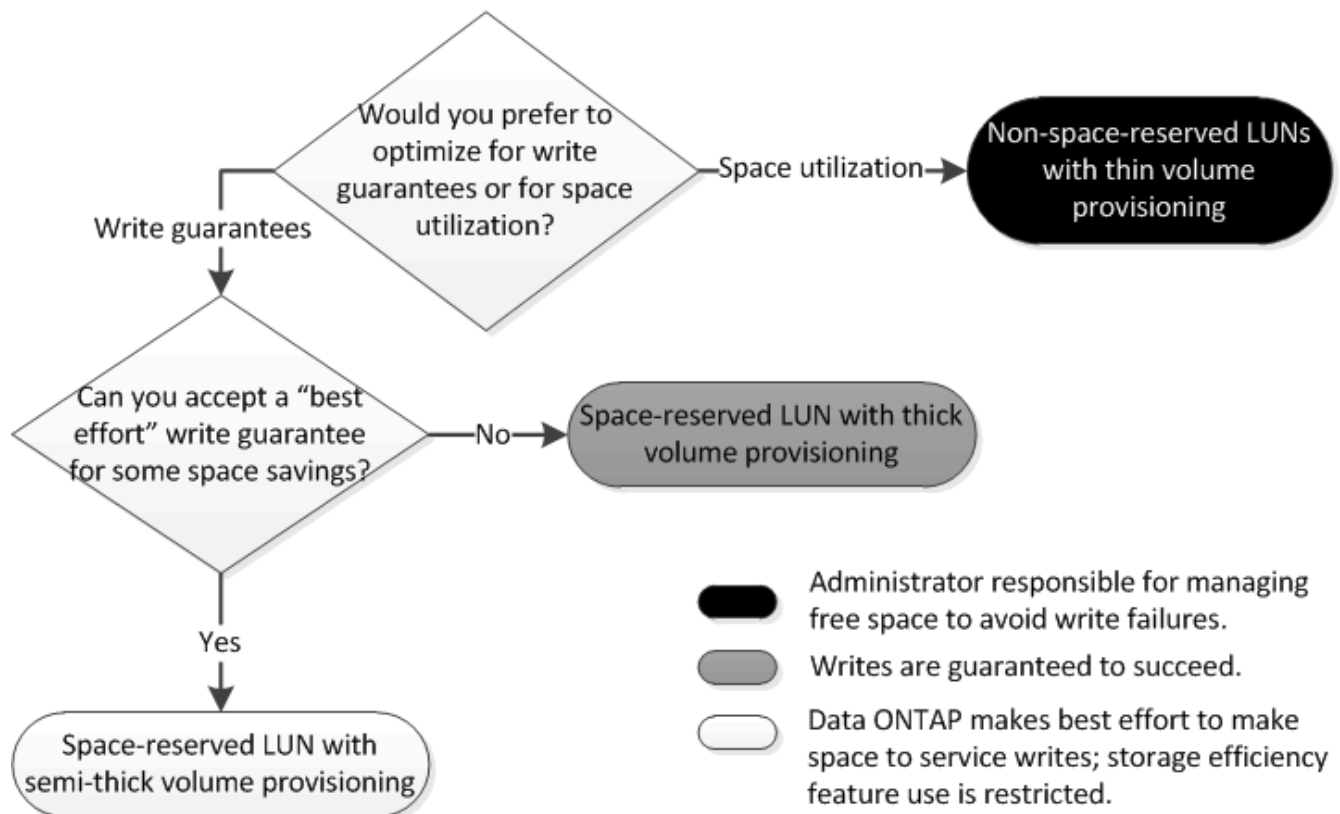 Would you prefer to
optimize for write
guarantees or for space
utilization?
Space utilization
Non-space-reserved LUNs
with thin volume
provisioning
Write guarantees
Can you accept a “best
effort” write guarantee
for some space savings?
No
Space-reserved LUN with thick
volume provisioning
Yes
Space-reserved LUN with
semi-thick volume provisioning
Administrator responsible for managing
free space to avoid write failures.
Writes are guaranteed to succeed.
Data ONTAP makes best effort to make
space to service writes; storage efficiency
feature use is restricted.